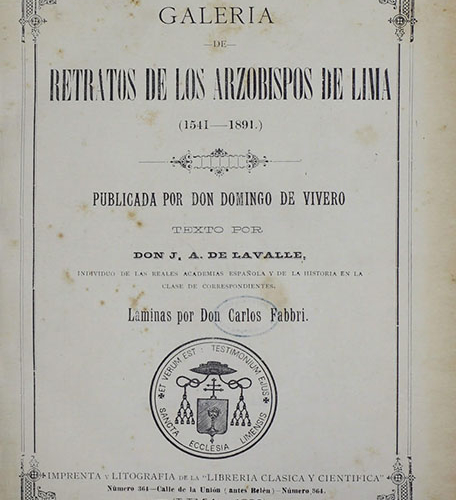 GALERIA
—DE—
RETRATOS DE LOS ARZOBISPOS DE LIMA
(1541—1891.)
PUBLICADA POR DON DOMINGO DE VIVERO
TEXTO POR
DON J. A. DE LAVALLE,
INDIVIDUO DE LAS REALES ACADEMIAS ESPAÑOLA Y DE LA HISTORIA EN LA
CLASE DE CORRESPONDIENTES.
Laminas por Don Carlos Fabbri.
ET VERUM EST · TESTIMONIUM EJUS
SANCTA ECCLESIA LIMENSIS
IMPRENTA Y LITOGRAFIA DE LA "LIBRERIA CLASICA Y CIENTIFICA"
Número 364—Calle de la Unión (antes Belén)—Número 364.